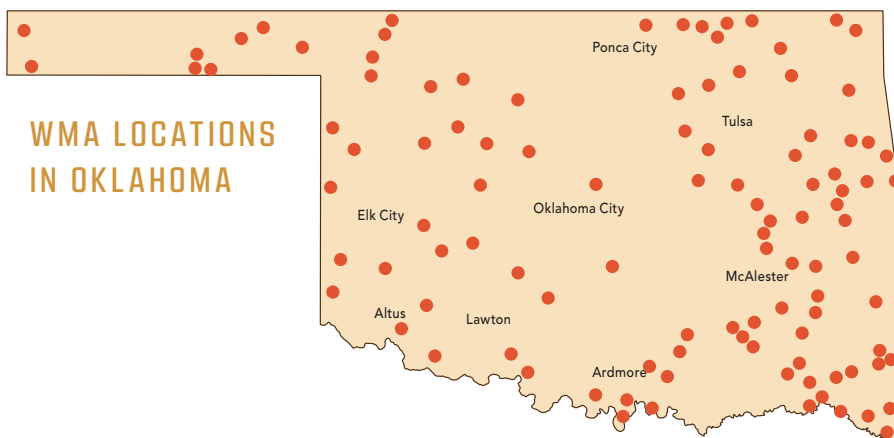 WMA LOCATIONS
IN OKLAHOMA
Ponca City
Tulsa
Elk City
Oklahoma City
McAlester
Altus
Lawton
Ardmore